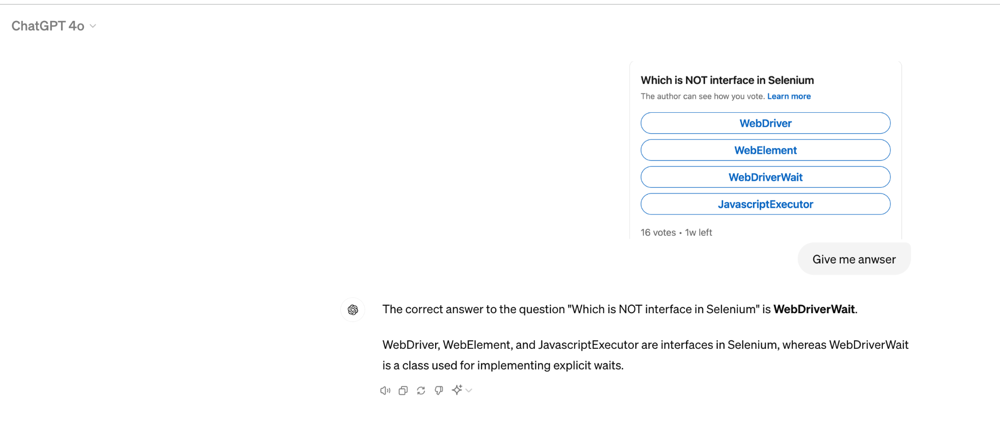 ChatGPT 4o
Which is NOT interface in Selenium
The author can see how you vote. Learn more
WebDriver
WebElement
WebDriverWait
JavascriptExecutor
16 votes • 1w left
Give me anwser
The correct answer to the question "Which is NOT interface in Selenium" is WebDriverWait.
WebDriver, WebElement, and JavascriptExecutor are interfaces in Selenium, whereas WebDriverWait
is a class used for implementing explicit waits.